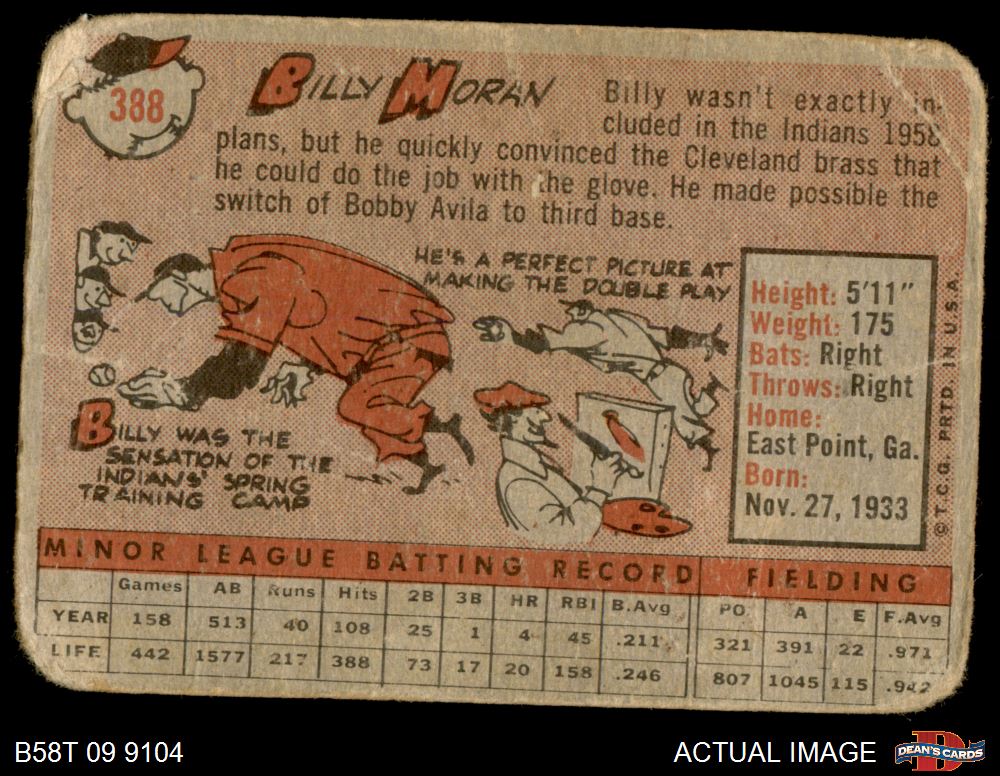 388
BILLY MORAN
Billy wasn't exactly in-
cluded in the Indians 1958
plans, but he quickly convinced the Cleveland brass that
he could do the job with the glove. He made possible the
switch of Bobby Avila to third base.
HE'S A PERFECT PICTURE AT
MAKING THE DOUBLE PLAY
BILLY WAS THE
SENSATION OF THE
INDIANS' SPRING
TRAINING CAMP
Height: 5'11"
Weight: 175
Bats: Right
Throws: Right
Home:
East Point, Ga.
Born:
Nov. 27, 1933
© T.C.G. PRTD. IN U.S.A.
MINOR LEAGUE BATTING RECORD FIELDING
Games AB Runs Hits 2B 3B HR RBI B.Avg PO A E F.Avg
YEAR 158 513 40 108 25 1 4 45 .211 321 391 22 .971
LIFE 442 1577 217 388 73 17 20 158 .246 807 1045 115 .942
B58T 09 9104
ACTUAL IMAGE
DEAN'S CARDS